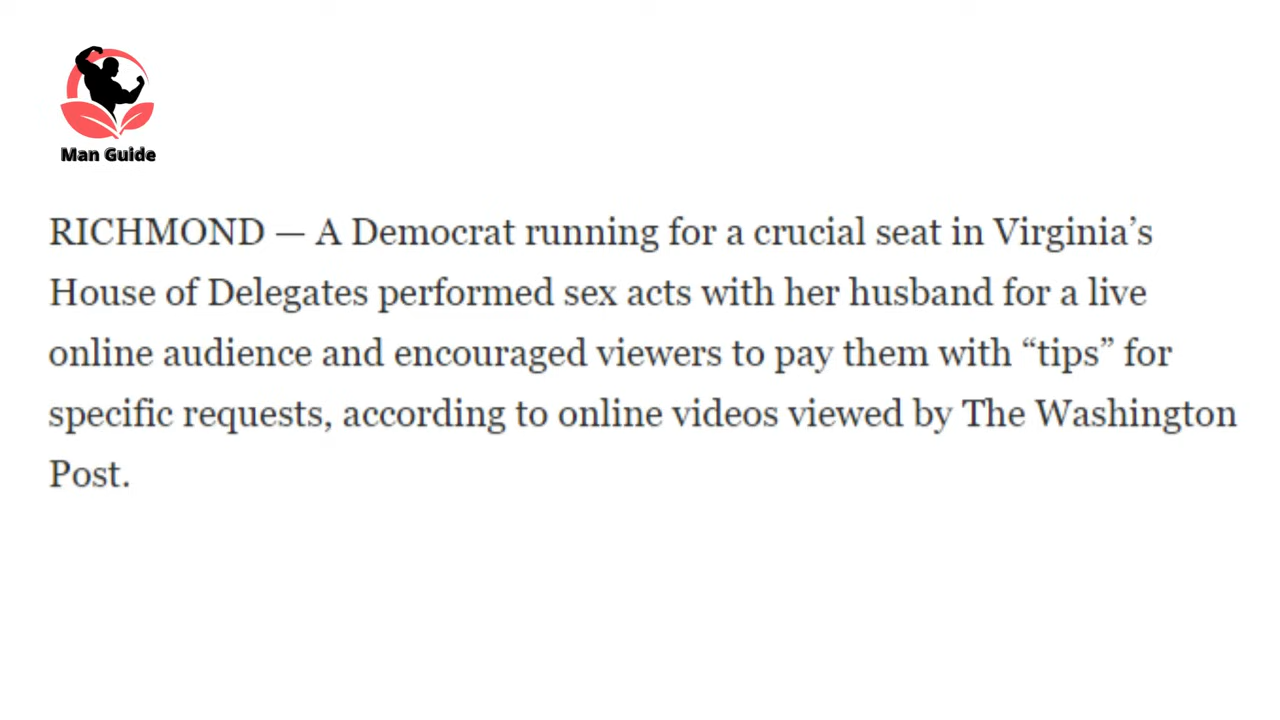 Man Guide
RICHMOND — A Democrat running for a crucial seat in Virginia’s
House of Delegates performed sex acts with her husband for a live
online audience and encouraged viewers to pay them with “tips” for
specific requests, according to online videos viewed by The Washington
Post.